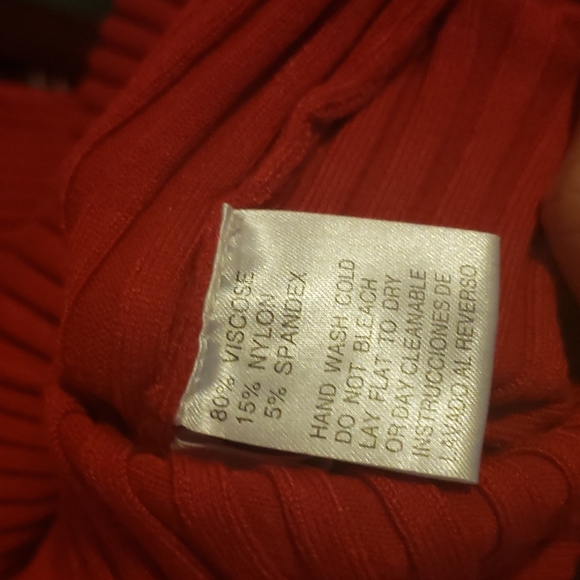 80% VISCOSE
15% NYLON
5% SPANDEX
HAND WASH COLD
DO NOT BLEACH
LAY FLAT TO DRY
OR DAY CLEANABLE
INSTRUCCIONES DE
LAVADO AL REVERSO